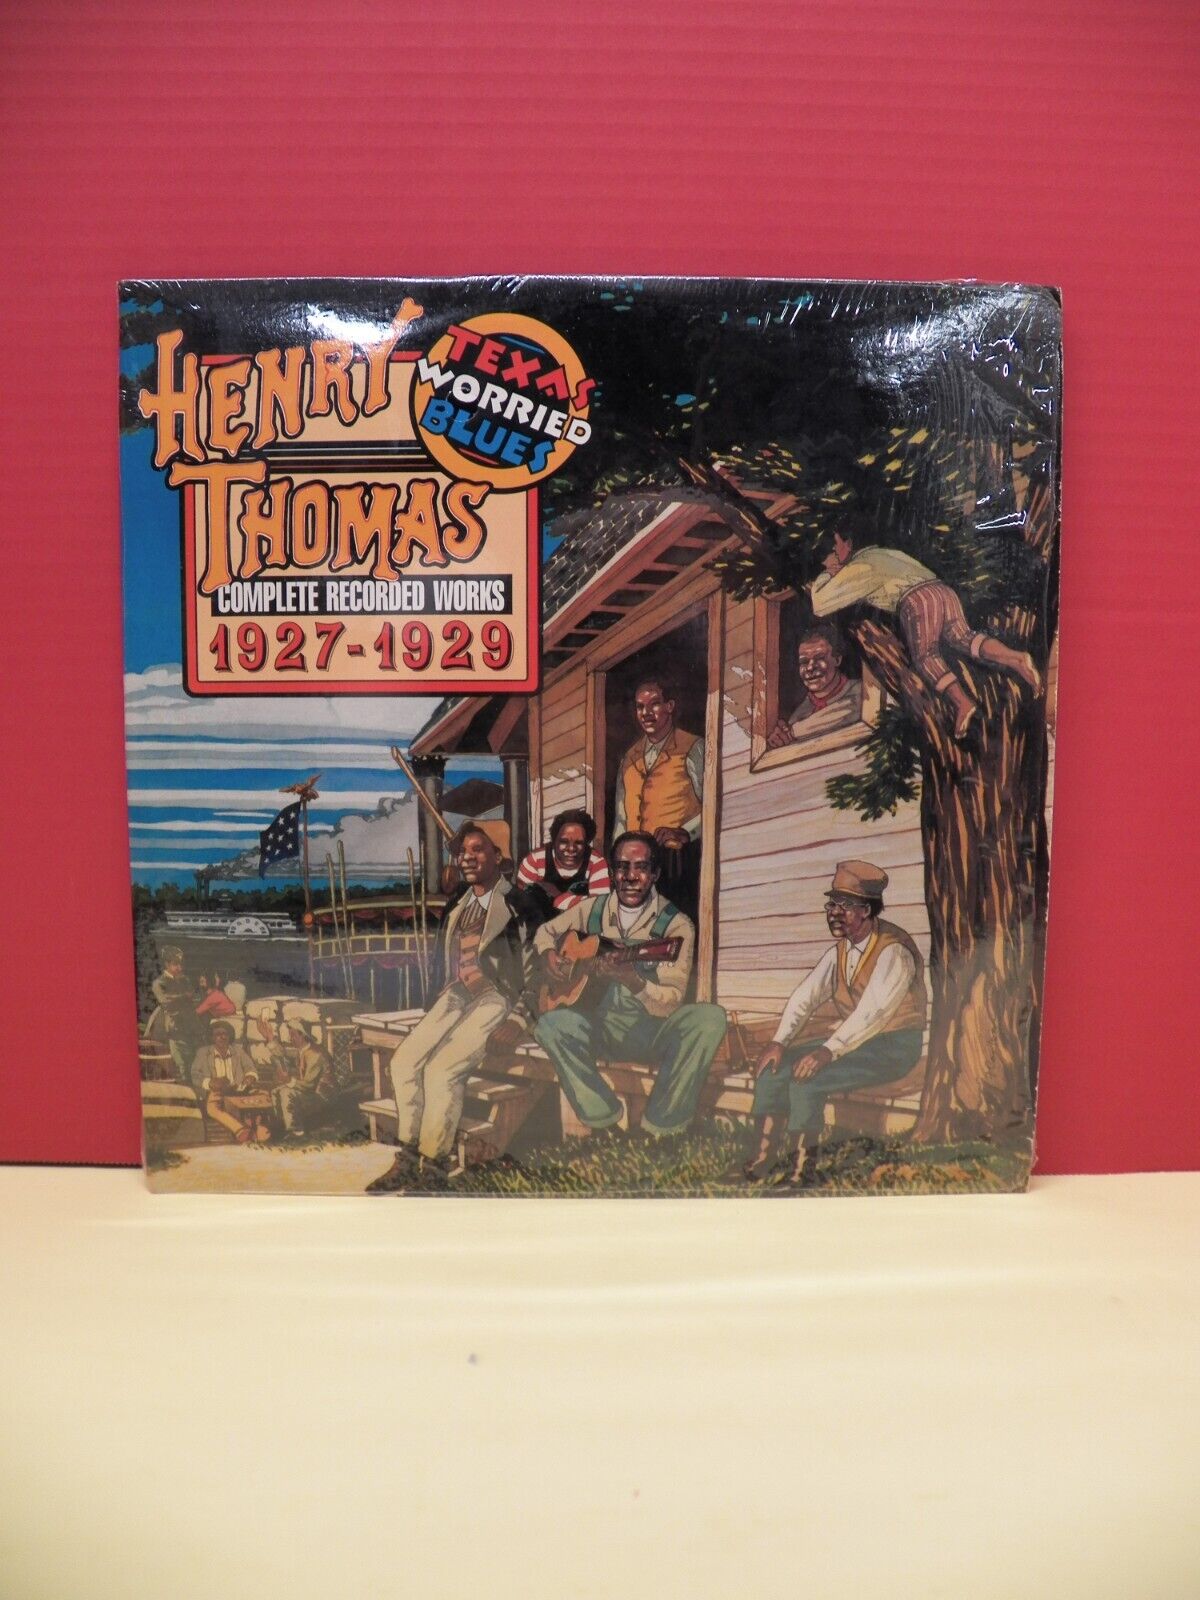 HENRY
THOMAS
TEXAS
WORRIED
BLUES
COMPLETE RECORDED WORKS
1927-1929